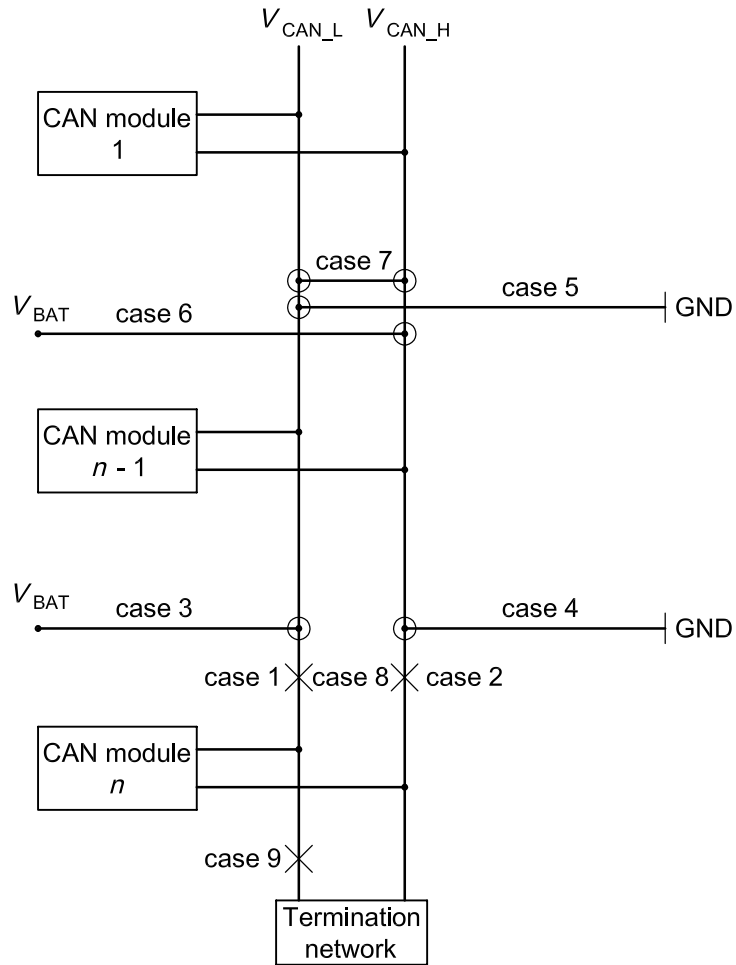 V_CAN_L V_CAN_H
CAN module
1
case 7
case 5
GND
V_BAT
case 6
CAN module
n - 1
V_BAT
case 3
case 4
GND
case 1 case 8 case 2
CAN module
n
case 9
Termination
network